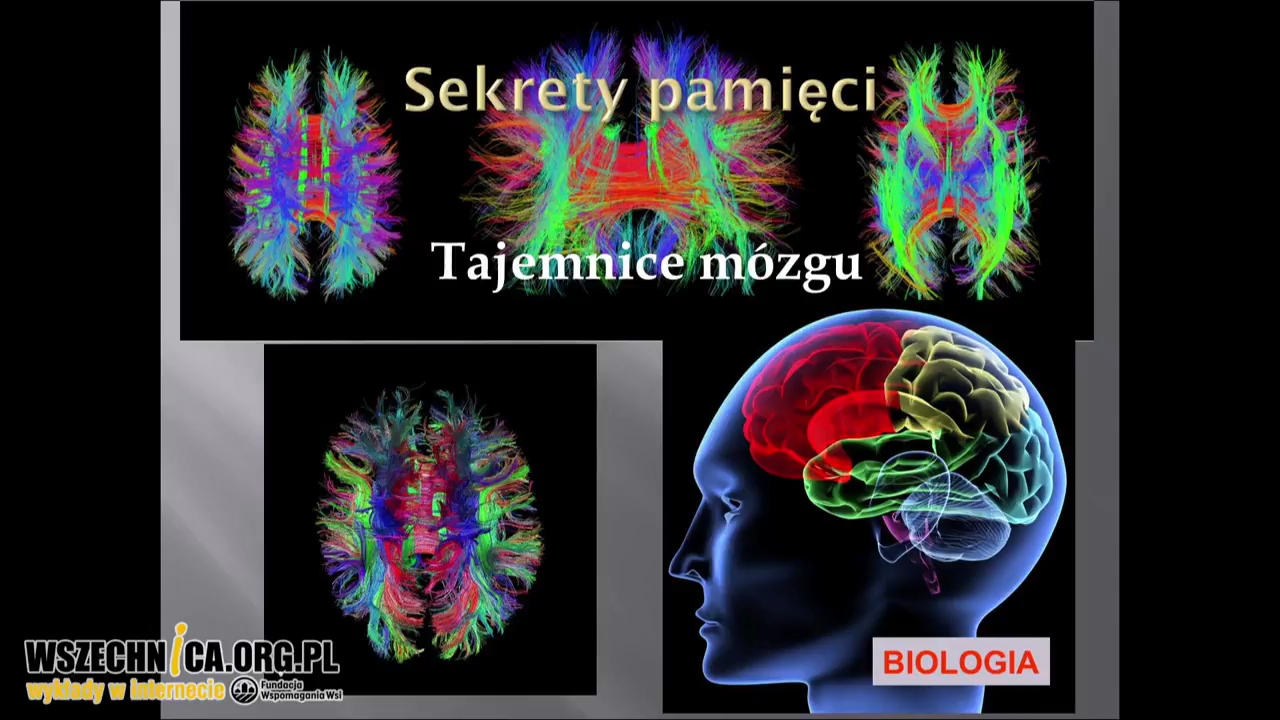 Sekrety pamięci
Tajemnice mózgu
BIOLOGIA
WSZECHNICA.ORG.PL
wykłady w internecie
Fundacja
Wspomagania Wsi